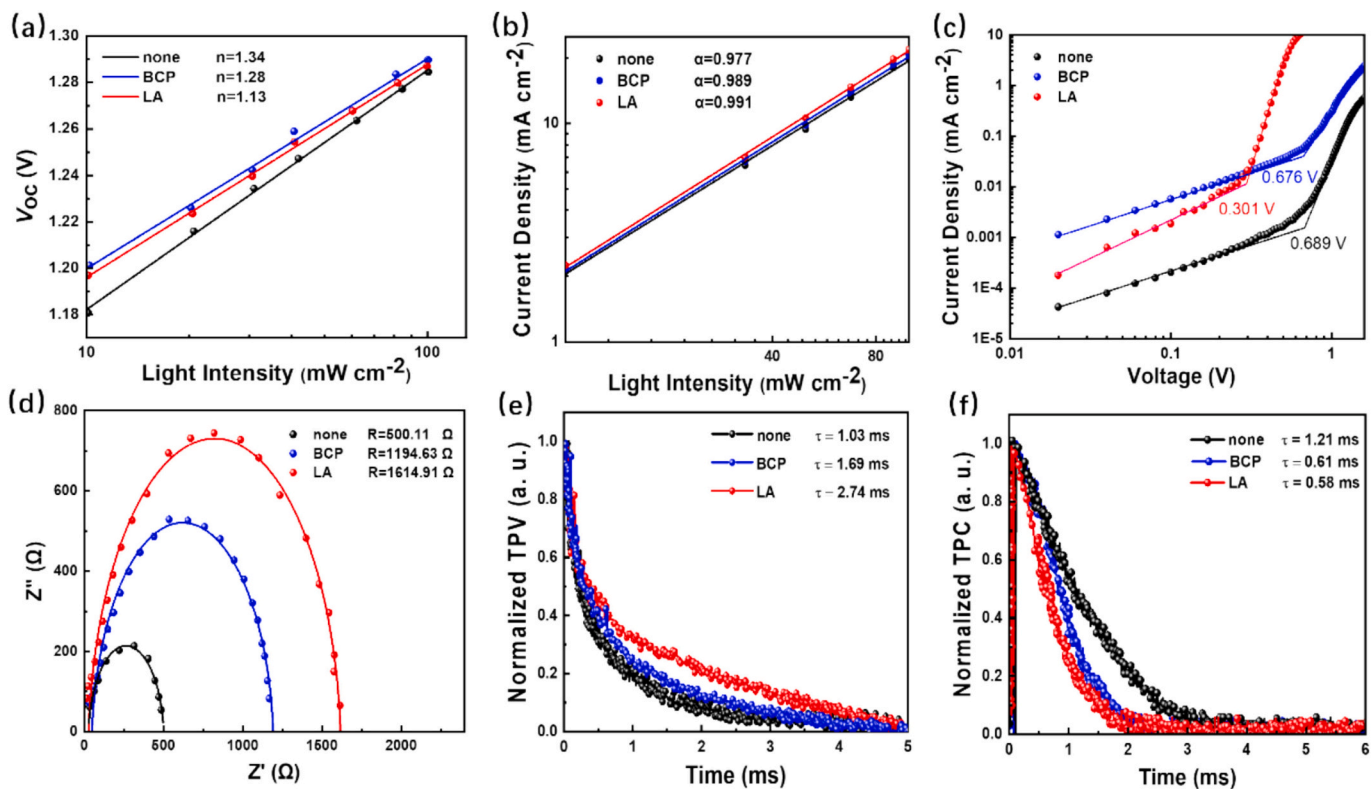 (a)
1.30
1.28
1.26
1.24
1.22
1.20
1.18
VOC (V)
none n=1.34
BCP n=1.28
LA n=1.13
10 100
Light Intensity (mW cm-2)
(b)
10
1
Current Density (mA cm-2)
none α=0.977
BCP α=0.989
LA α=0.991
40 80
Light Intensity (mW cm-2)
(c)
10
1
0.1
0.01
0.001
1E-4
1E-5
Current Density (mA cm-2)
none
BCP
LA
0.676 V
0.301 V
0.689 V
0.01 0.1 1
Voltage (V)
(d)
800
600
400
200
0
Z'' (Ω)
none R=500.11 Ω
BCP R=1194.63 Ω
LA R=1614.91 Ω
0 500 1000 1500 2000
Z' (Ω)
(e)
1.0
0.8
0.6
0.4
0.2
0.0
Normalized TPV (a. u.)
none τ = 1.03 ms
BCP τ = 1.69 ms
LA τ = 2.74 ms
0 1 2 3 4 5
Time (ms)
(f)
1.0
0.8
0.6
0.4
0.2
0.0
Normalized TPC (a. u.)
none τ = 1.21 ms
BCP τ = 0.61 ms
LA τ = 0.58 ms
0 1 2 3 4 5 6
Time (ms)